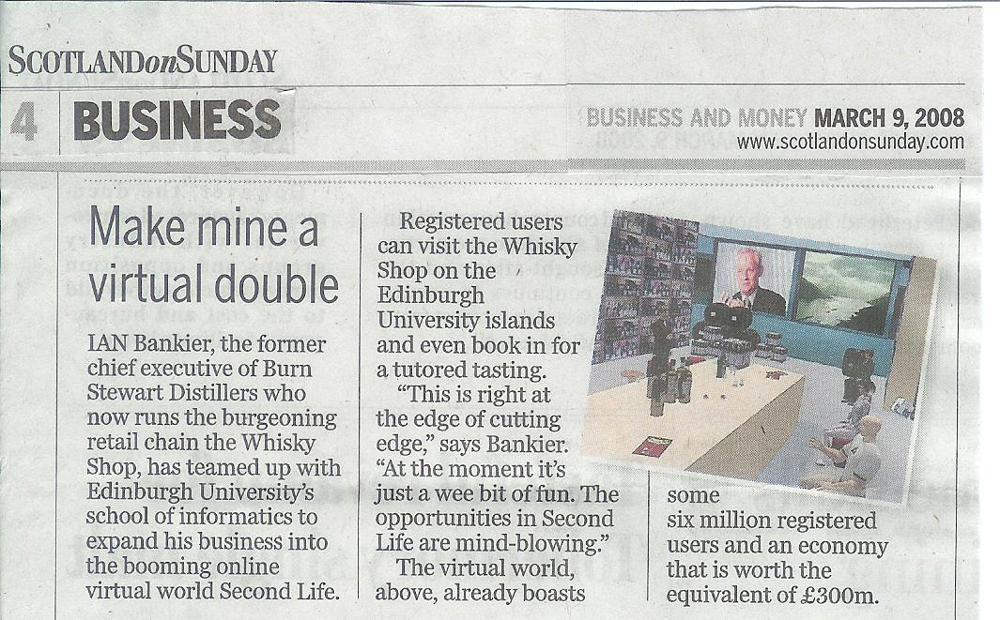 SCOTLANDonSUNDAY
4 BUSINESS
BUSINESS AND MONEY MARCH 9, 2008
www.scotlandonsunday.com
Make mine a
virtual double
IAN Bankier, the former
chief executive of Burn
Stewart Distillers who
now runs the burgeoning
retail chain the Whisky
Shop, has teamed up with
Edinburgh University's
school of informatics to
expand his business into
the booming online
virtual world Second Life.
Registered users
can visit the Whisky
Shop on the
Edinburgh
University islands
and even book in for
a tutored tasting.
“This is right at
the edge of cutting
edge,” says Bankier.
“At the moment it's
just a wee bit of fun. The
opportunities in Second
Life are mind-blowing.”
The virtual world,
above, already boasts
some
six million registered
users and an economy
that is worth the
equivalent of £300m.